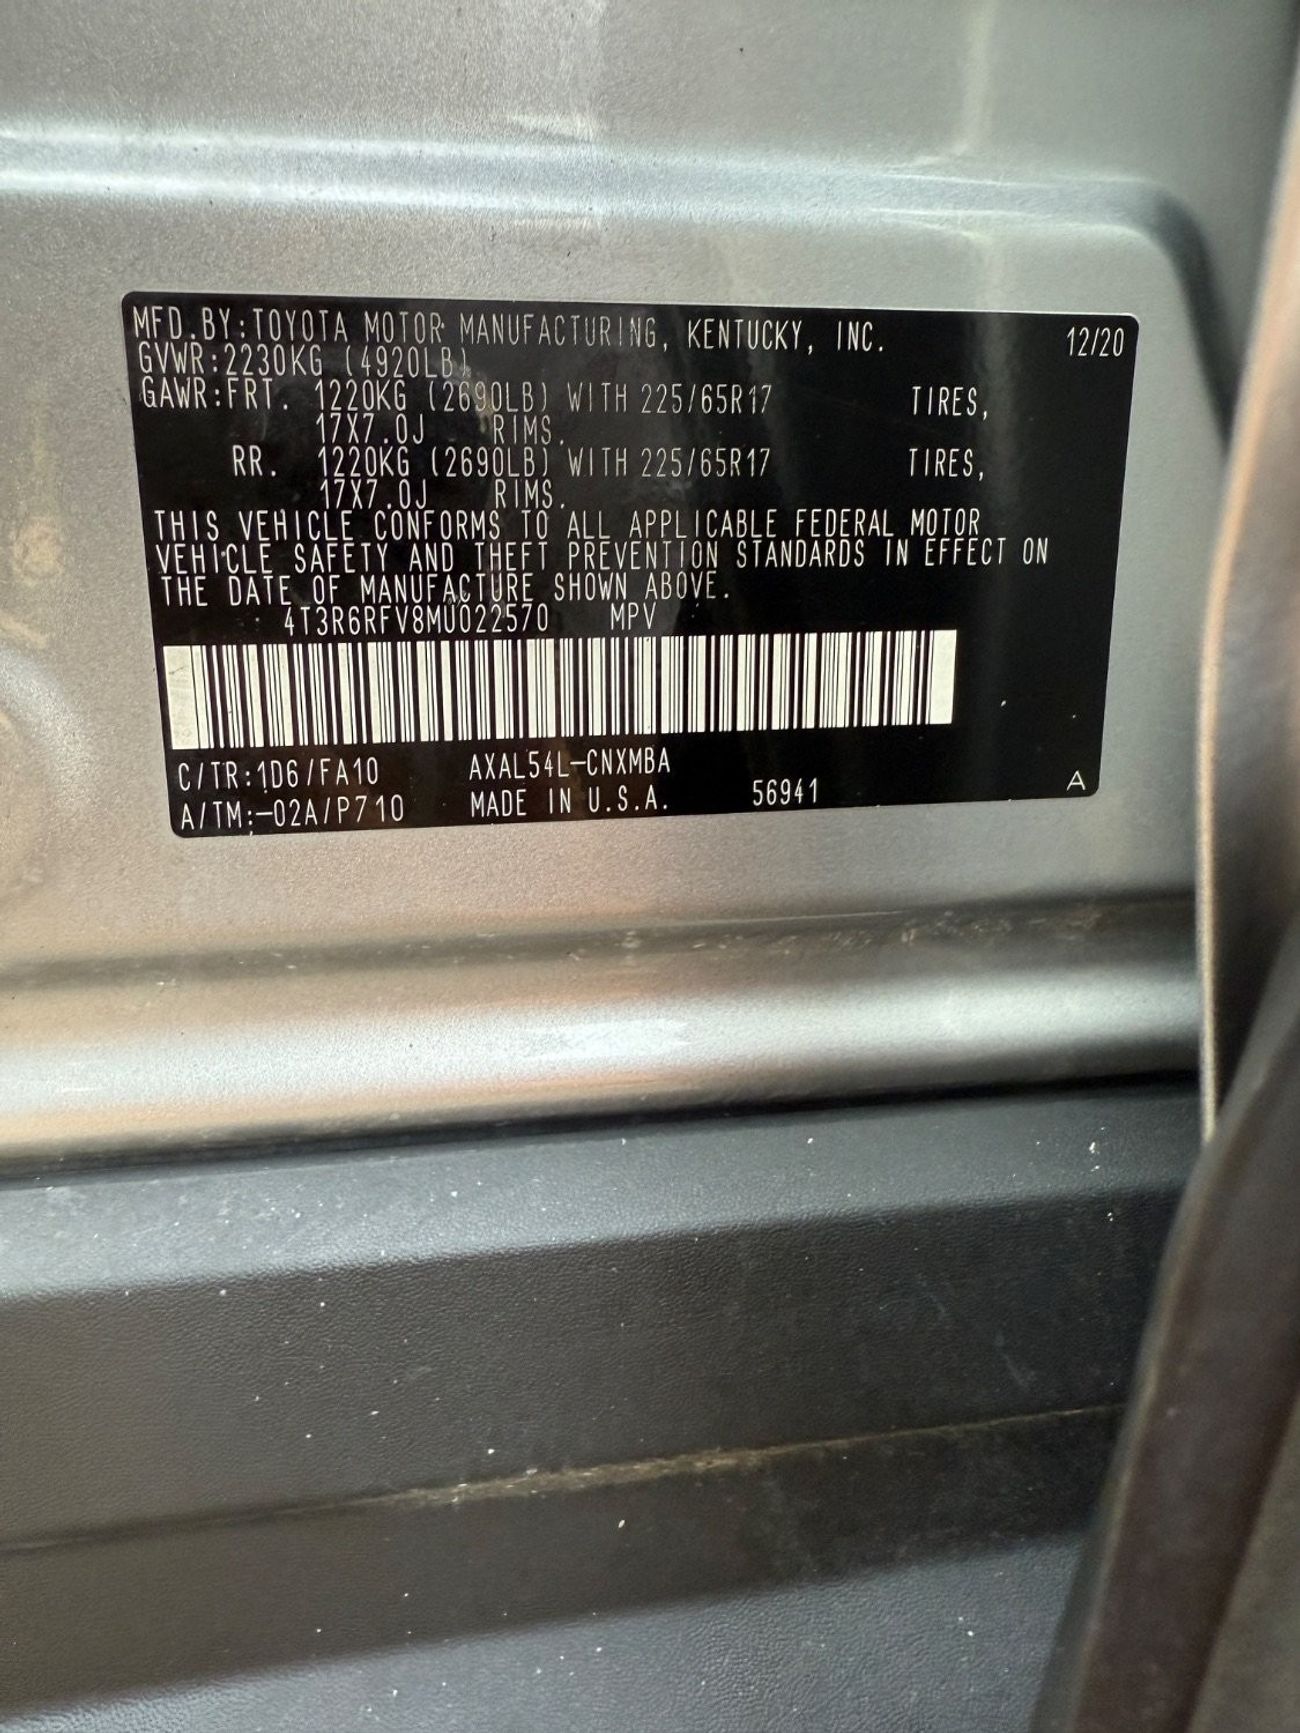 MFD.BY:TOYOTA MOTOR MANUFACTURING, KENTUCKY, INC. 12/20
GVWR:2230KG (4920LB)
GAWR:FRT. 1220KG (2690LB) WITH 225/65R17 TIRES,
17X7.0J RIMS.
RR. 1220KG (2690LB) WITH 225/65R17 TIRES,
17X7.0J RIMS.
THIS VEHICLE CONFORMS TO ALL APPLICABLE FEDERAL MOTOR
VEHICLE SAFETY AND THEFT PREVENTION STANDARDS IN EFFECT ON
THE DATE OF MANUFACTURE SHOWN ABOVE.
4T3R6RFV8MU022570 MPV
C/TR:1D6/FA10 AXAL54L-CNXMBA
A/TM:-02A/P710 MADE IN U.S.A. 56941 A